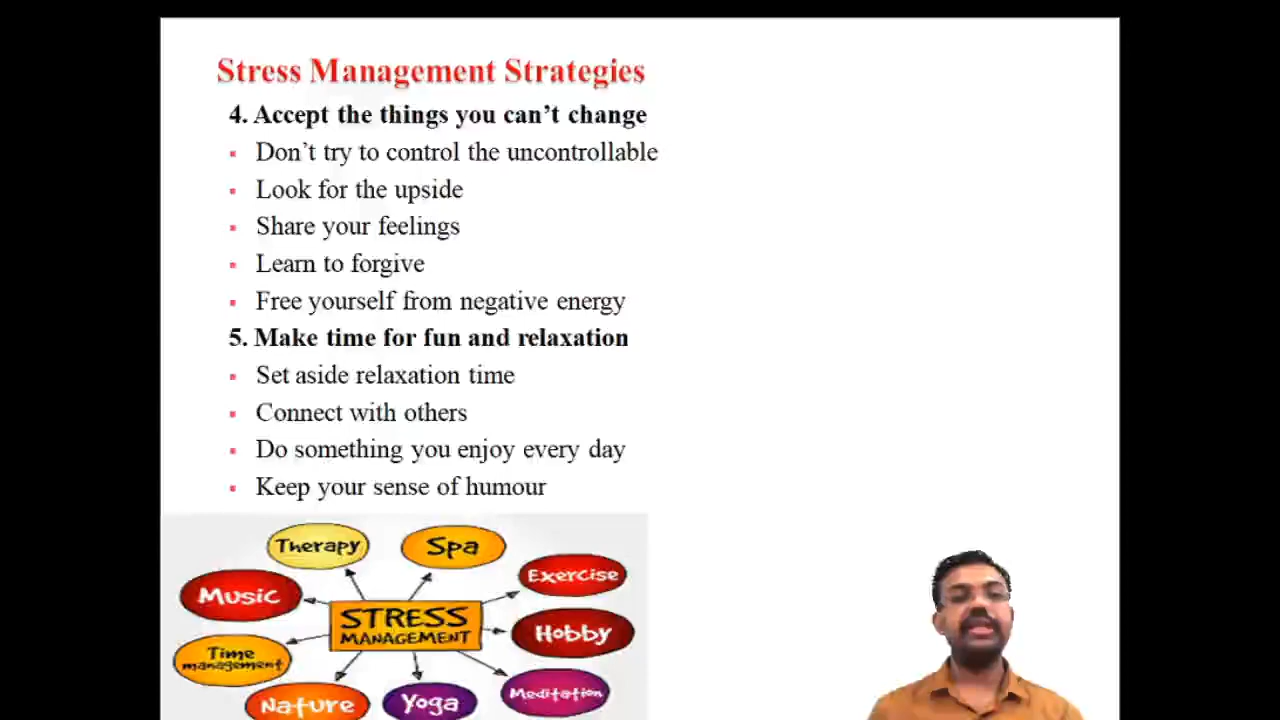 Stress Management Strategies
4. Accept the things you can’t change
Don’t try to control the uncontrollable
Look for the upside
Share your feelings
Learn to forgive
Free yourself from negative energy
5. Make time for fun and relaxation
Set aside relaxation time
Connect with others
Do something you enjoy every day
Keep your sense of humour
Therapy
Spa
Exercise
Music
STRESS
MANAGEMENT
Hobby
Time
management
Nature
Yoga
Meditation